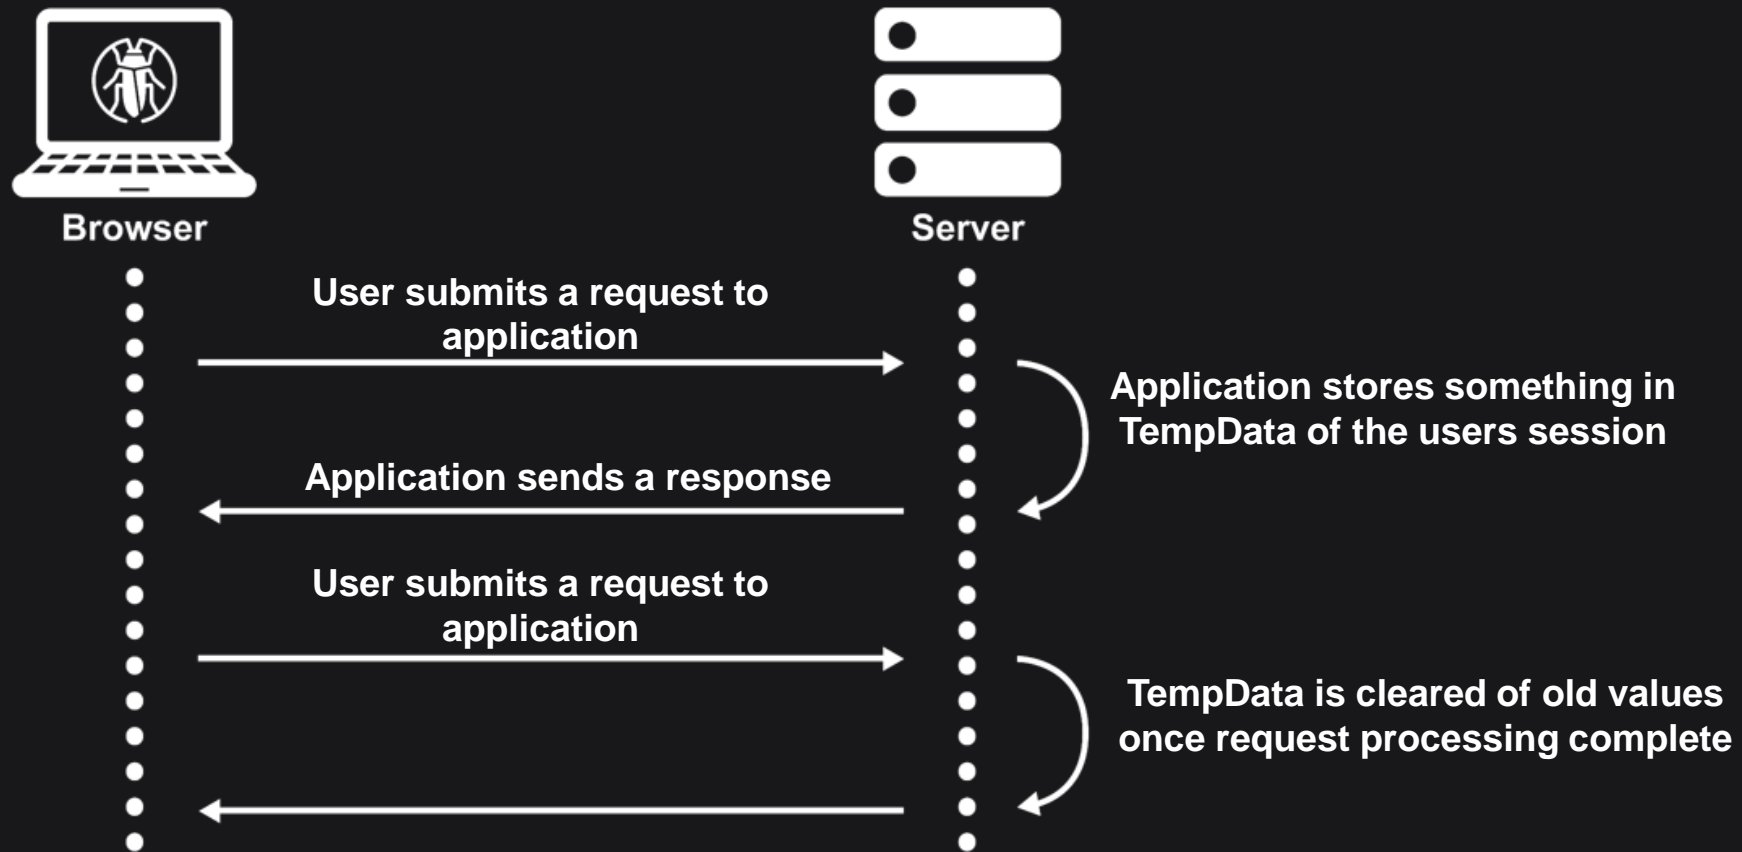 Browser
Server
User submits a request to
application
Application stores something in
TempData of the users session
Application sends a response
User submits a request to
application
TempData is cleared of old values
once request processing complete